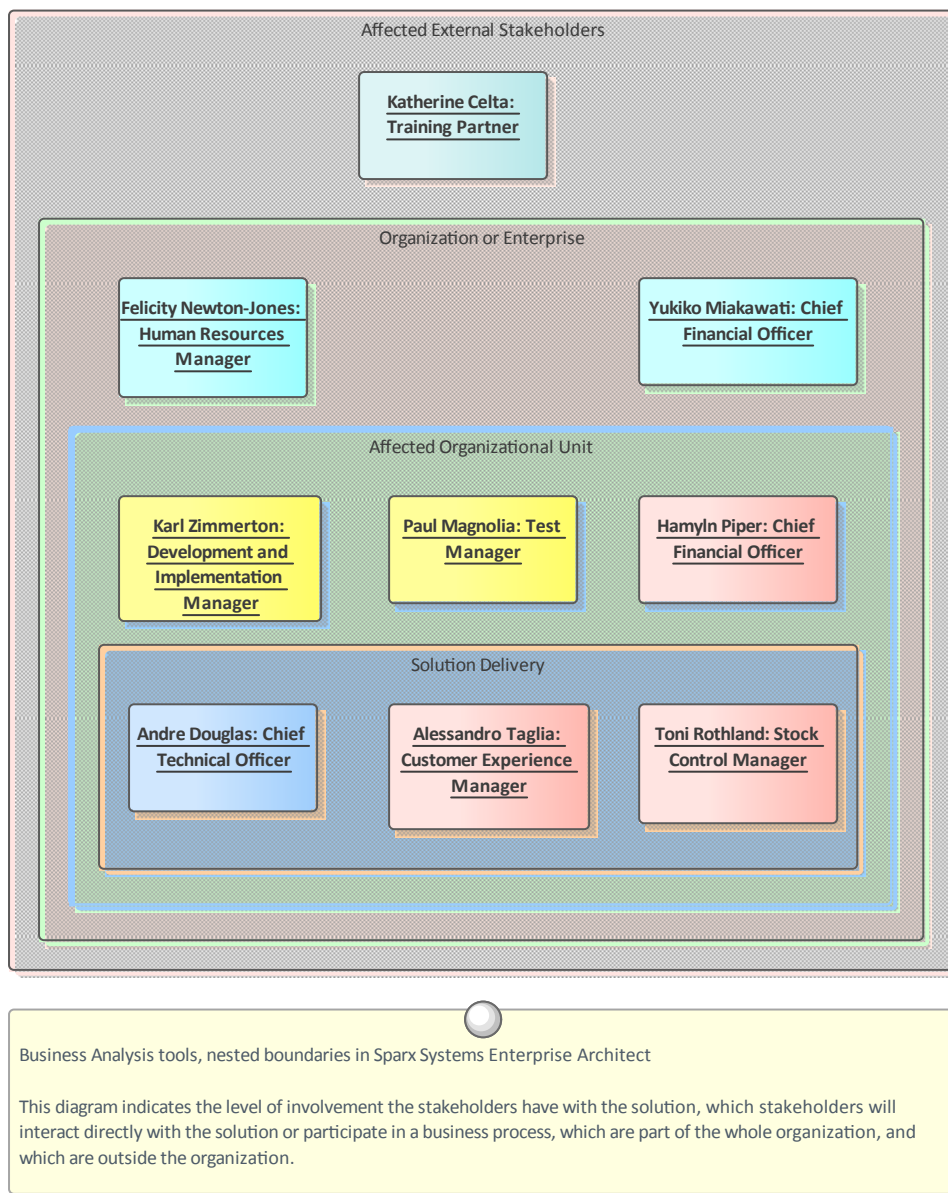 Affected External Stakeholders
Katherine Celta:
Training Partner
Organization or Enterprise
Felicity Newton-Jones:
Human Resources
Manager
Yukiko Miakawati: Chief
Financial Officer
Affected Organizational Unit
Karl Zimmerton:
Development and
Implementation
Manager
Paul Magnolia: Test
Manager
Hamyln Piper: Chief
Financial Officer
Solution Delivery
Andre Douglas: Chief
Technical Officer
Alessandro Taglia:
Customer Experience
Manager
Toni Rothland: Stock
Control Manager
Business Analysis tools, nested boundaries in Sparx Systems Enterprise Architect
This diagram indicates the level of involvement the stakeholders have with the solution, which stakeholders will
interact directly with the solution or participate in a business process, which are part of the whole organization, and
which are outside the organization.